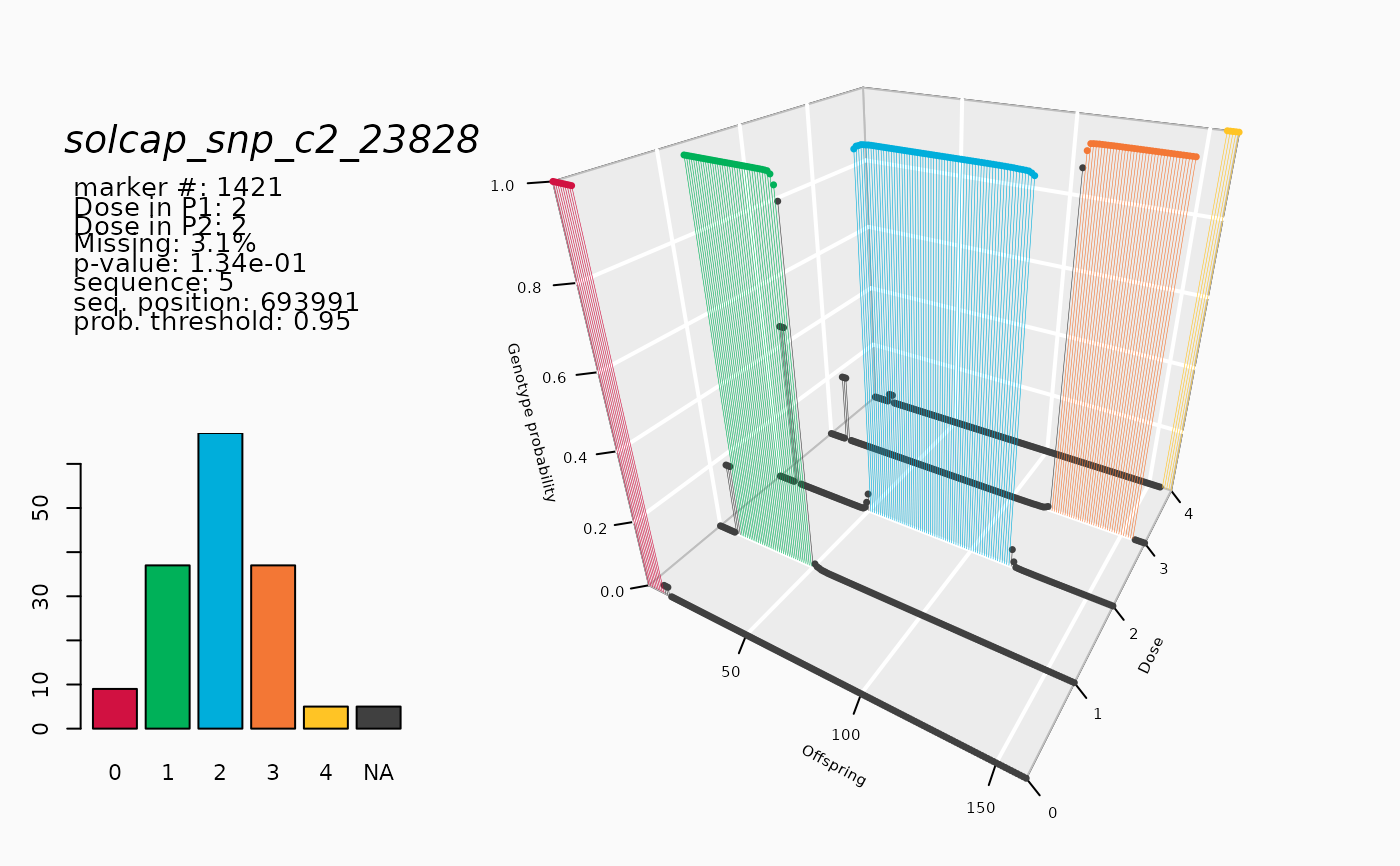 solcap_snp_c2_23828
marker #: 1421
Dose in P1: 2
Dose in P2: 2
Missing: 3.1%
p-value: 1.34e-01
sequence: 5
seq. position: 693991
prob. threshold: 0.95
50
30
10
0
0 1 2 3 4 NA
1.0
0.8
0.6
0.4
0.2
0.0
Genotype probability
50
100
150
Offspring
0
1
2
3
4
Dose